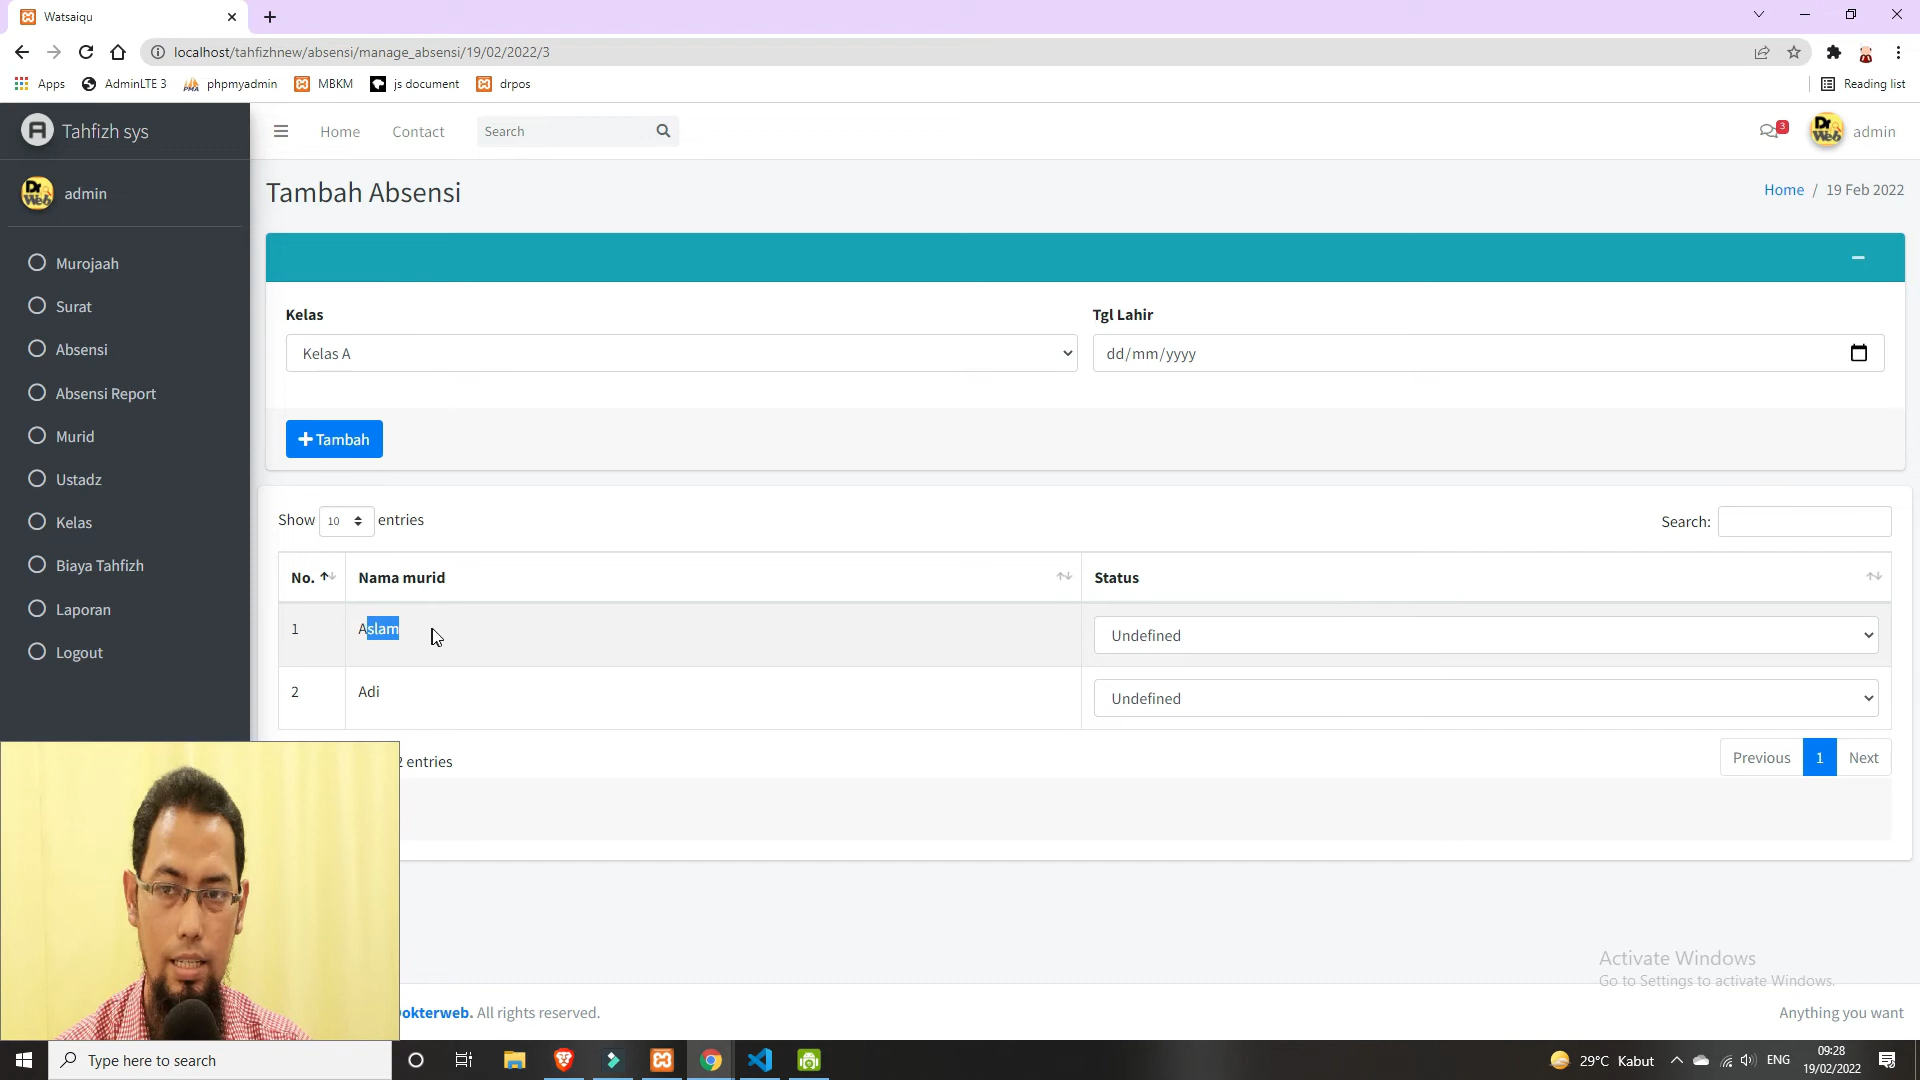 Watsaiqu
localhost/tahfizhnew/absensi/manage_absensi/19/02/2022/3
Apps AdminLTE 3 phpmyadmin MBKM js document drpos Reading list
Tahfizh sys Home Contact Search 3 admin
admin
Tambah Absensi
Home / 19 Feb 2022
Murojaah
Surat
Absensi
Absensi Report
Murid
Ustadz
Kelas
Biaya Tahfizh
Laporan
Logout
Kelas Tgl Lahir
Kelas A dd/mm/yyyy
Tambah
Show 10 entries Search:
No. Nama murid Status
1 Aslam Undefined
2 Adi Undefined
2 entries Previous 1 Next
Activate Windows
Go to Settings to activate Windows.
okterweb. All rights reserved. Anything you want
Type here to search 29°C Kabut ENG 09:28
19/02/2022